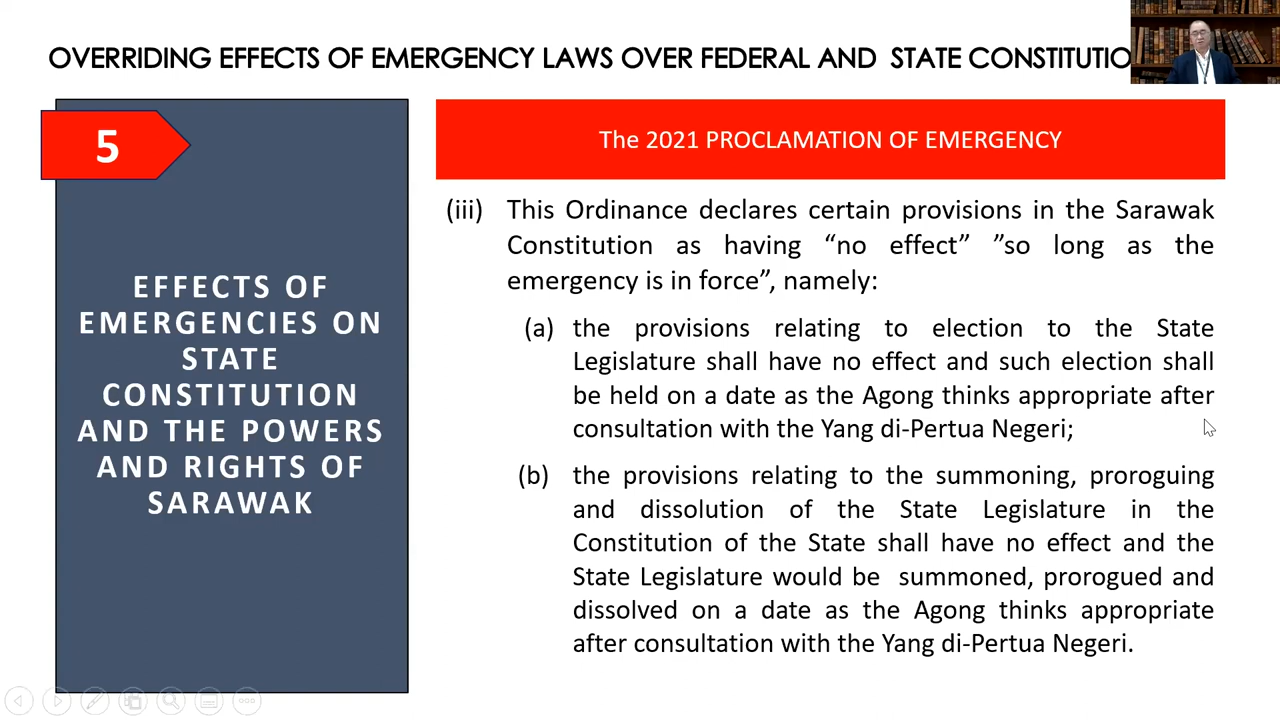 OVERRIDING EFFECTS OF EMERGENCY LAWS OVER FEDERAL AND STATE CONSTITUTIO
5
EFFECTS OF
EMERGENCIES ON
STATE
CONSTITUTION
AND THE POWERS
AND RIGHTS OF
SARAWAK
The 2021 PROCLAMATION OF EMERGENCY
(iii) This Ordinance declares certain provisions in the Sarawak
Constitution as having “no effect” ”so long as the
emergency is in force”, namely:
(a) the provisions relating to election to the State
Legislature shall have no effect and such election shall
be held on a date as the Agong thinks appropriate after
consultation with the Yang di-Pertua Negeri;
(b) the provisions relating to the summoning, proroguing
and dissolution of the State Legislature in the
Constitution of the State shall have no effect and the
State Legislature would be summoned, prorogued and
dissolved on a date as the Agong thinks appropriate
after consultation with the Yang di-Pertua Negeri.